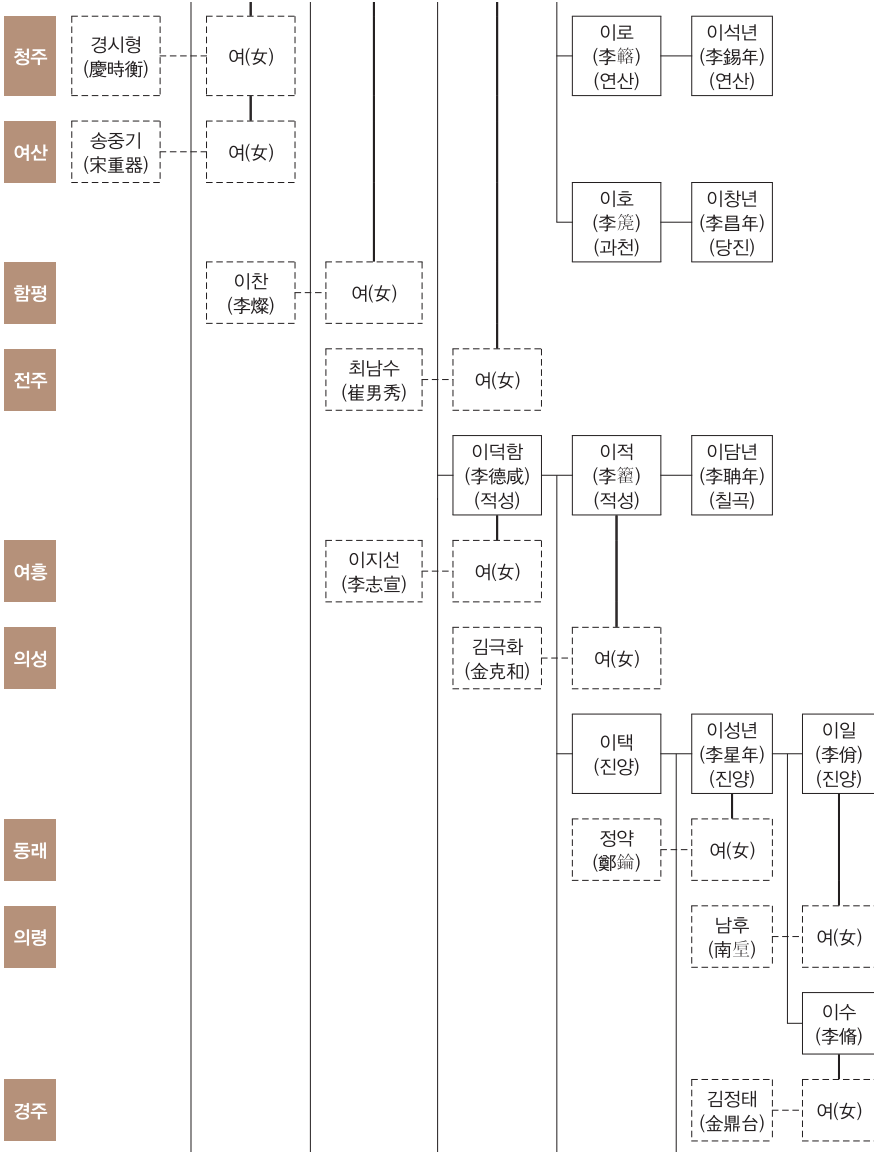 청주
경시형
(慶時衡)
여(女)
이로
(李簵)
(연산)
이석년
(李錫年)
(연산)
여산
송중기
(宋重器)
여(女)
이호
(李箎)
(과천)
이창년
(李昌年)
(당진)
함평
이찬
(李燦)
여(女)
전주
최남수
(崔男秀)
여(女)
이덕함
(李德咸)
(적성)
이적
(李籊)
(적성)
이담년
(李聃年)
(칠곡)
여흥
이지선
(李志宣)
여(女)
의성
김극화
(金克和)
여(女)
이택
(진양)
이성년
(李星年)
(진양)
이일
(李佾)
(진양)
동래
정약
(鄭鑰)
여(女)
의령
남후
(南垕)
여(女)
이수
(李脩)
경주
김정태
(金鼎台)
여(女)